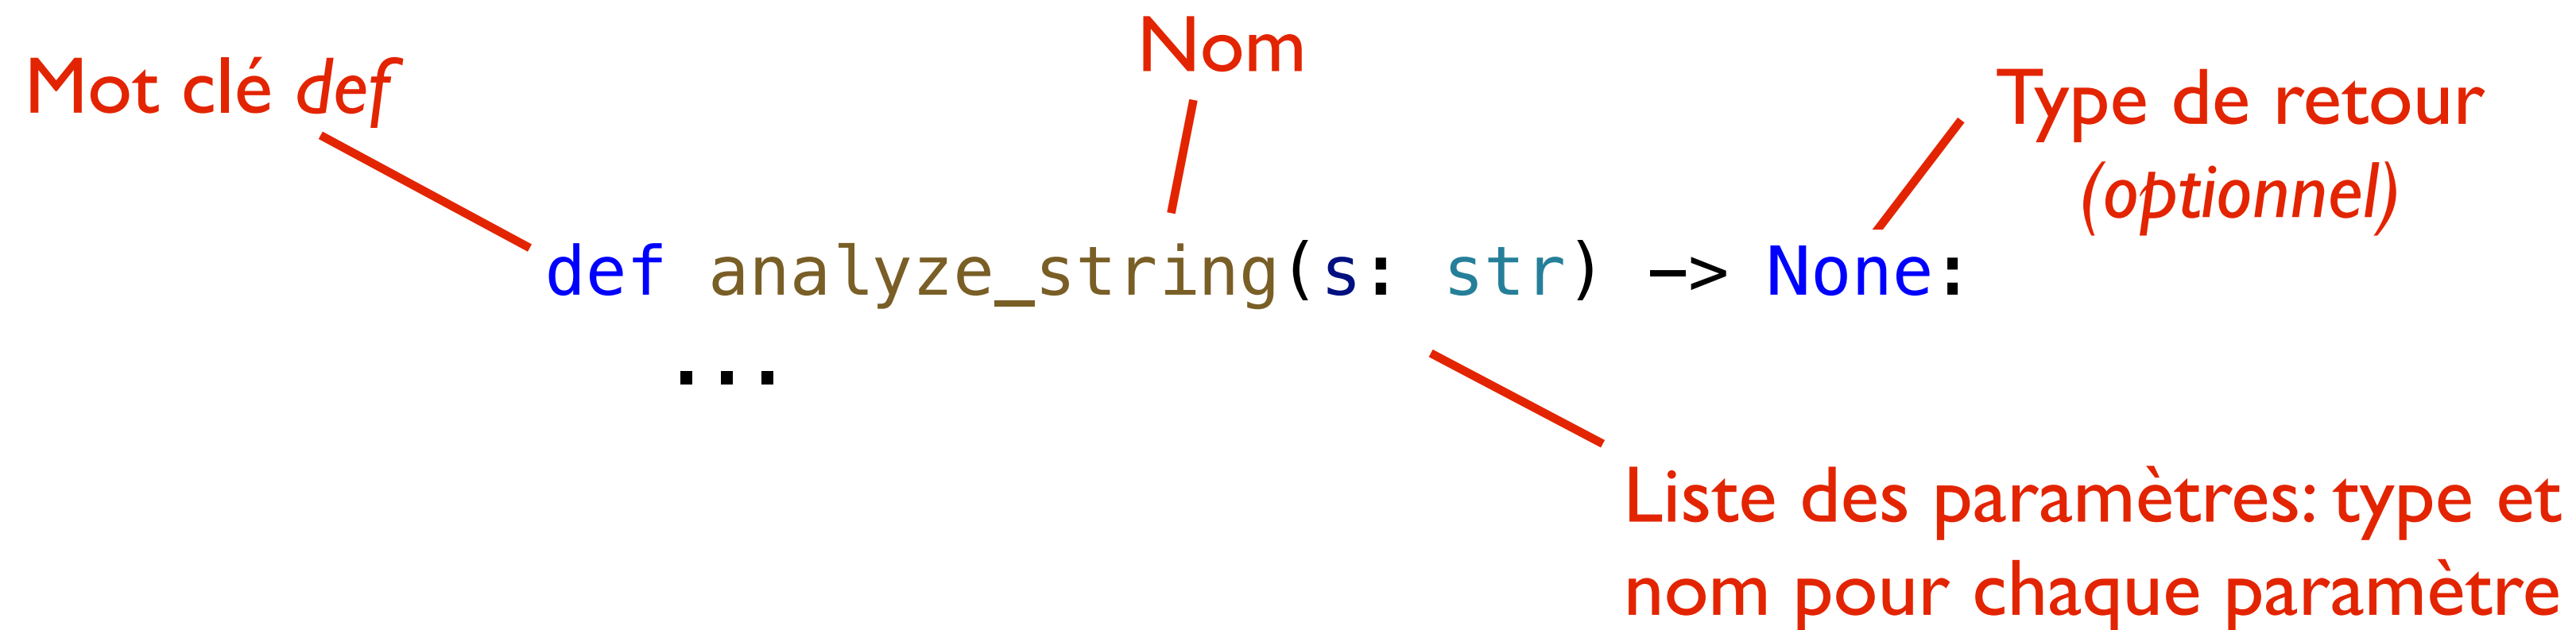 Nom
Mot clé def
Type de retour
(optionnel)
def analyze_string(s: str) -> None:
...
Liste des paramètres: type et
nom pour chaque paramètre